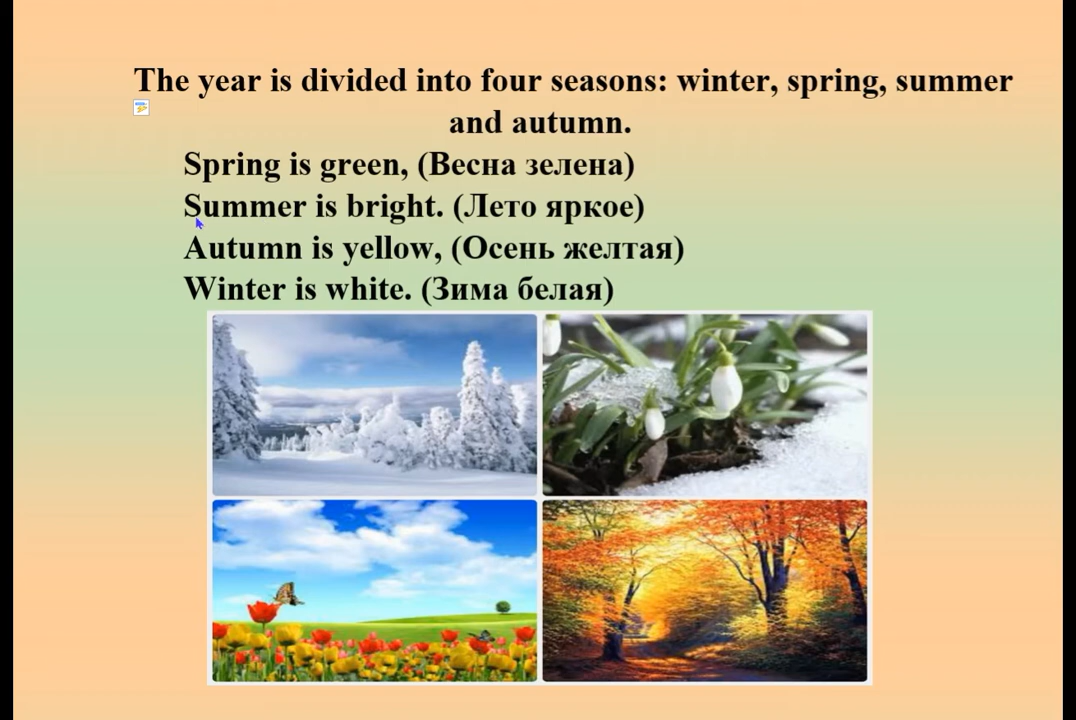 The year is divided into four seasons: winter, spring, summer
and autumn.
Spring is green, (Весна зелена)
Summer is bright. (Лето яркое)
Autumn is yellow, (Осень желтая)
Winter is white. (Зима белая)